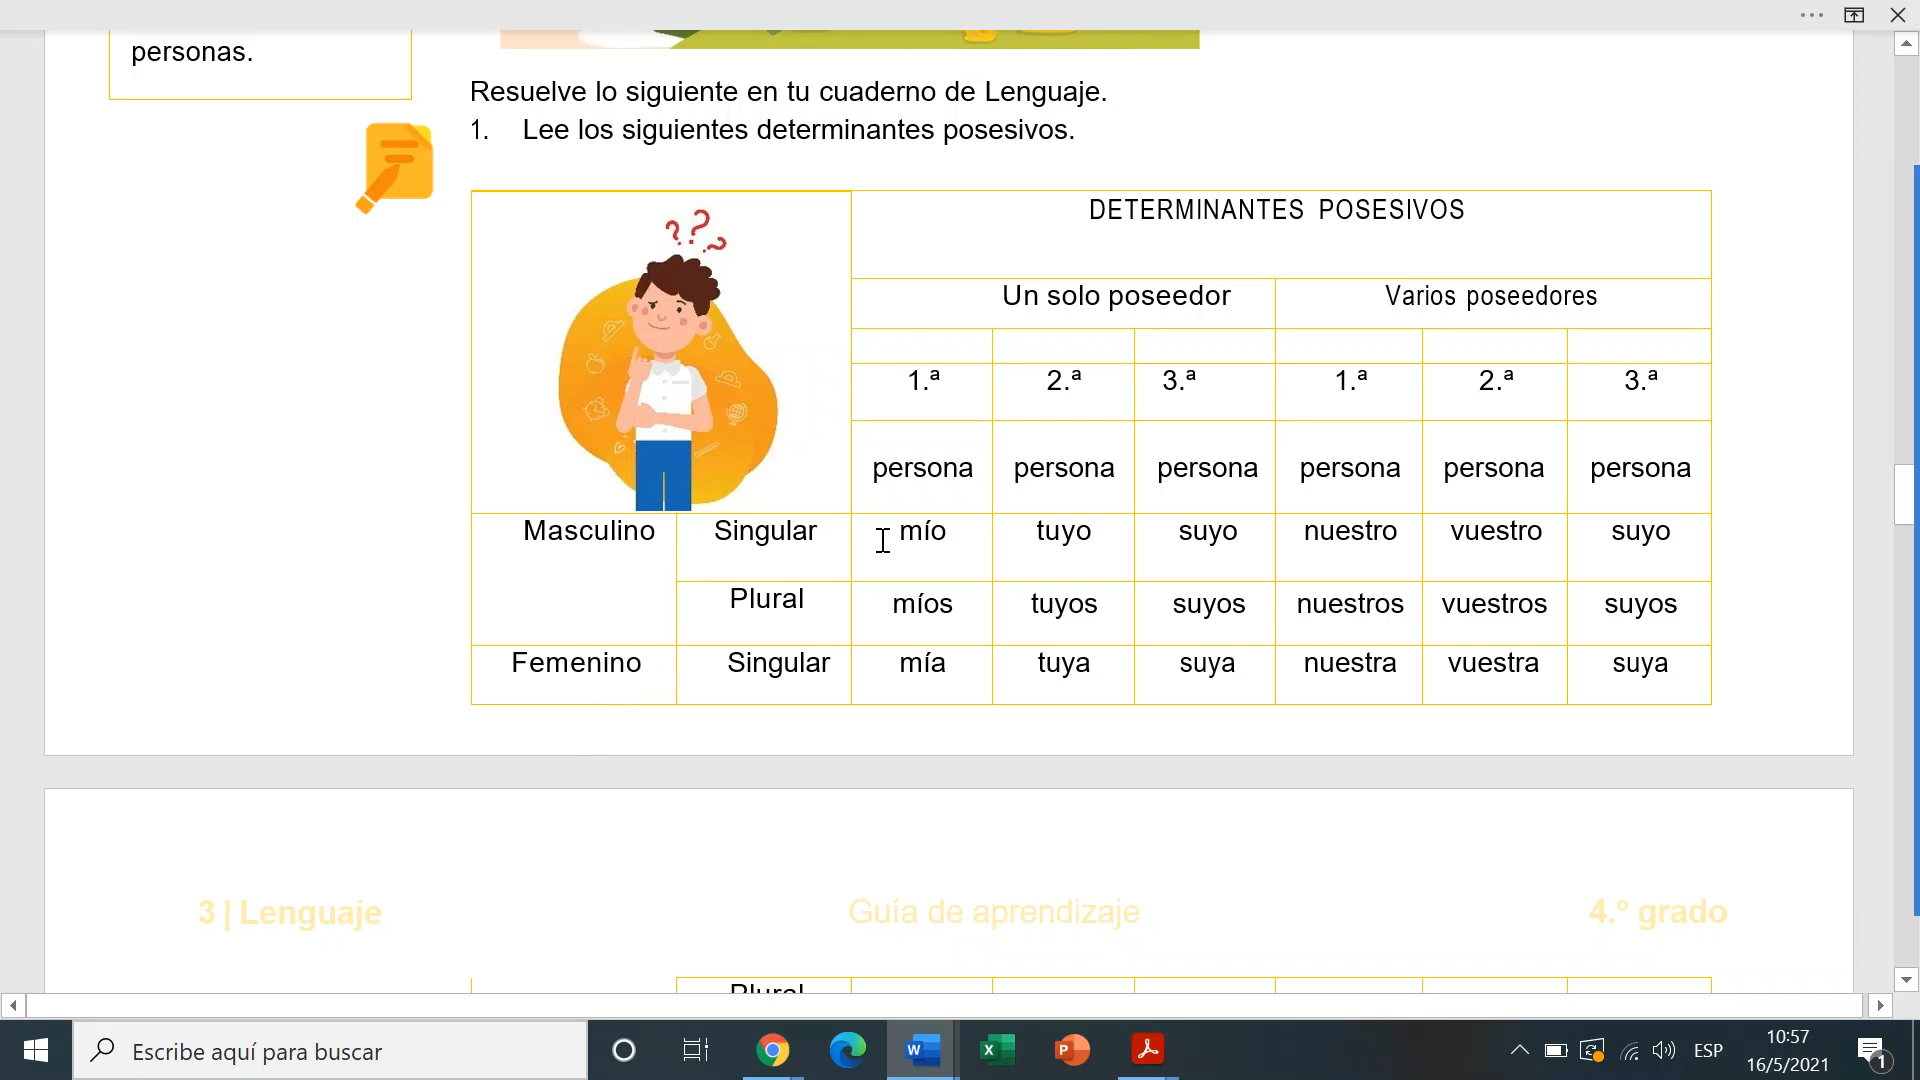 personas.
Resuelve lo siguiente en tu cuaderno de Lenguaje.
1. Lee los siguientes determinantes posesivos.
DETERMINANTES POSESIVOS
Un solo poseedor Varios poseedores
1.ª 2.ª 3.ª 1.ª 2.ª 3.ª
persona persona persona persona persona persona
Masculino Singular mío tuyo suyo nuestro vuestro suyo
Plural míos tuyos suyos nuestros vuestros suyos
Femenino Singular mía tuya suya nuestra vuestra suya
3 | Lenguaje Guía de aprendizaje 4.º grado
Plural
Escribe aquí para buscar
ESP
10:57
16/5/2021
1